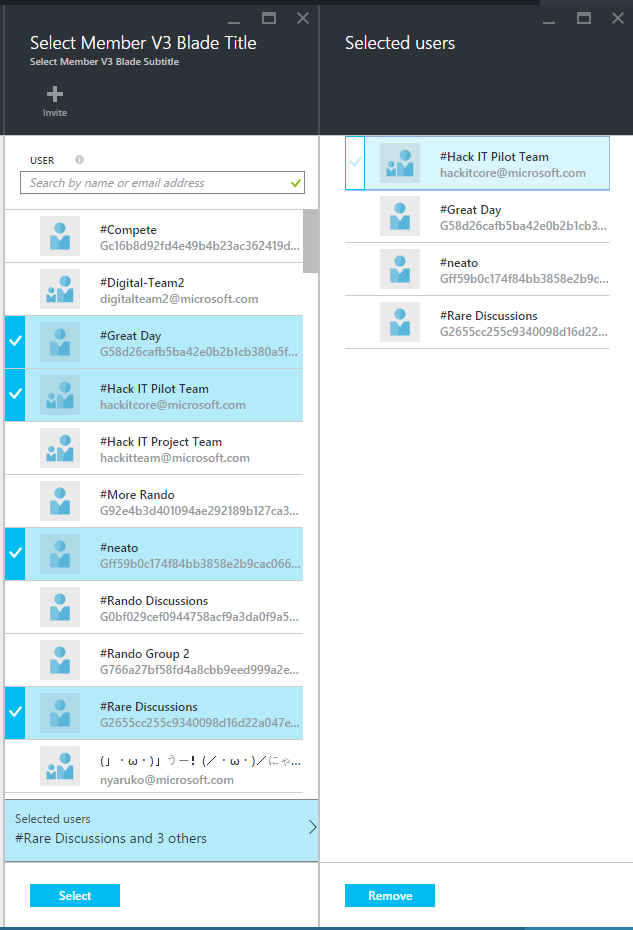 Select Member V3 Blade Title
Select Member V3 Blade Subtitle
Invite
USER
Search by name or email address
#Compete
Gc16b8d92fd4e49b4b23ac362419d...
#Digital-Team2
digitalteam2@microsoft.com
#Great Day
G58d26cafb5ba42e0b2b1cb380a5f...
#Hack IT Pilot Team
hackitcore@microsoft.com
#Hack IT Project Team
hackitteam@microsoft.com
#More Rando
G92e4b3d401094ae292189b127ca3...
#neato
Gff59b0c174f84bb3858e2b9cac066...
#Rando Discussions
G0bf029cef0944758acf9a3da0f9a5...
#Rando Group 2
G766a27bf58fd4a8cbb9eed999a2e...
#Rare Discussions
G2655cc255c9340098d16d22a047e...
(」・ω・)」うー! (／・ω・)／にゃ...
nyaruko@microsoft.com
Selected users
#Rare Discussions and 3 others
Select
Selected users
#Hack IT Pilot Team
hackitcore@microsoft.com
#Great Day
G58d26cafb5ba42e0b2b1cb3...
#neato
Gff59b0c174f84bb3858e2b9c...
#Rare Discussions
G2655cc255c9340098d16d22...
Remove